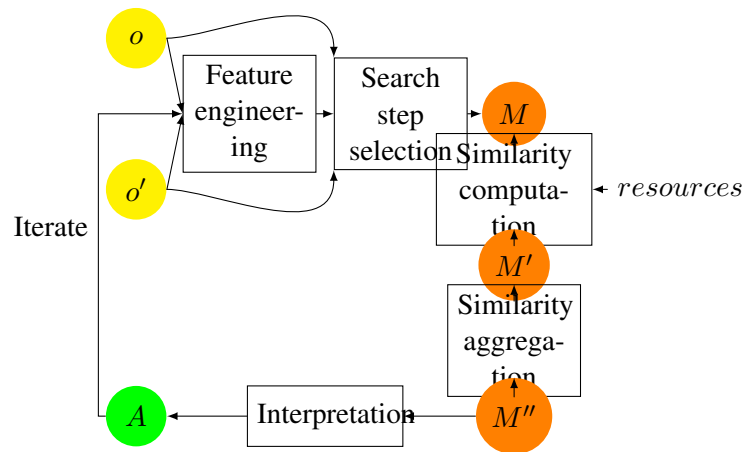 o
Feature
engineer-
ing
Search
step
selection
M
Similarity
computa-
tion
resources
o′
Iterate
M′
Similarity
aggrega-
tion
A
Interpretation
M′′